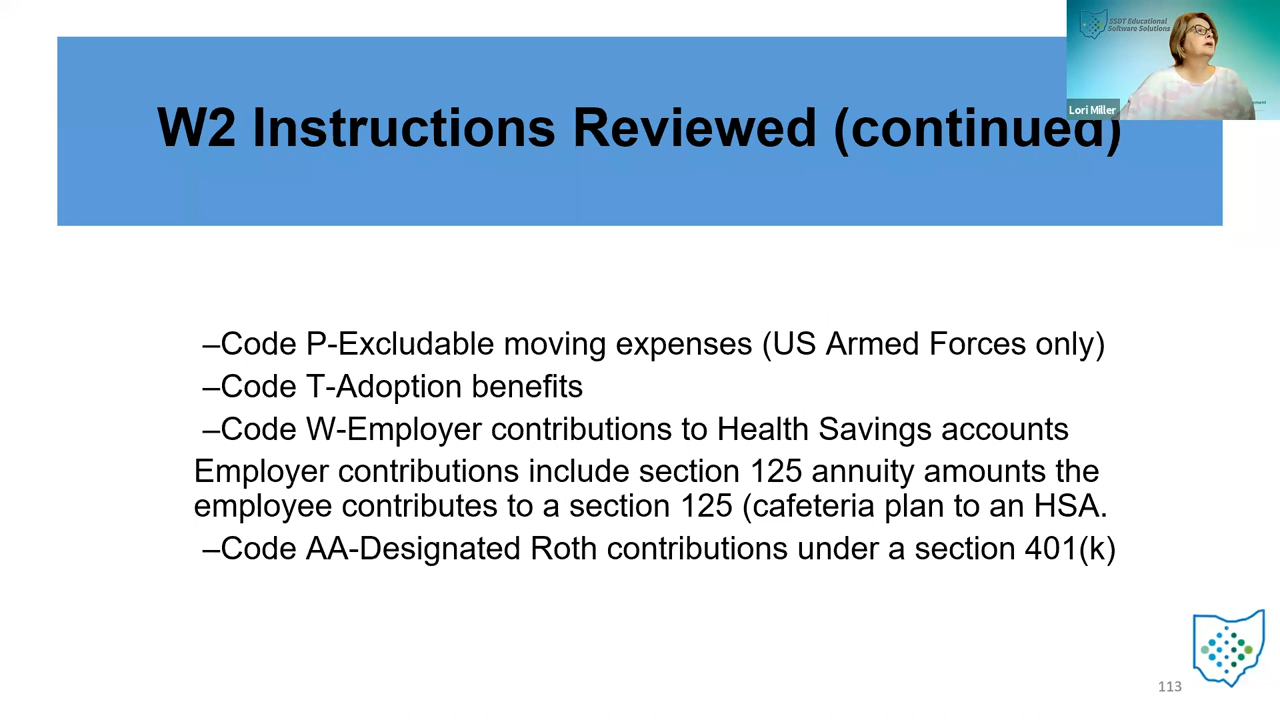 SSDT Educational
Software Solutions
Lori Miller
W2 Instructions Reviewed (continued)
–Code P-Excludable moving expenses (US Armed Forces only)
–Code T-Adoption benefits
–Code W-Employer contributions to Health Savings accounts
Employer contributions include section 125 annuity amounts the
employee contributes to a section 125 (cafeteria plan to an HSA.
–Code AA-Designated Roth contributions under a section 401(k)
113